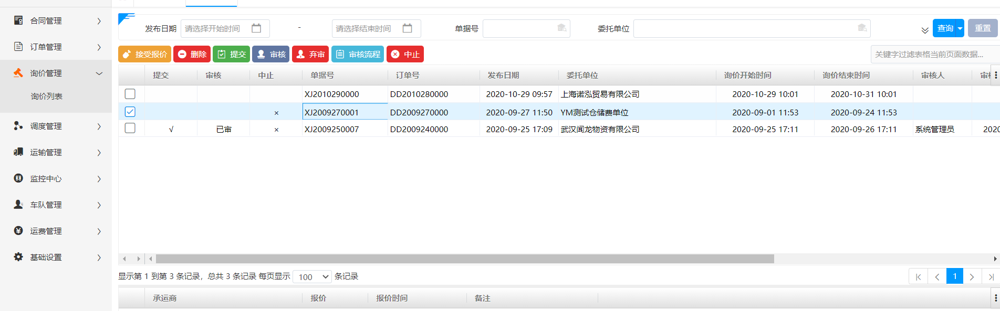 合同管理
订单管理
询价管理
询价列表
调度管理
运输管理
监控中心
车队管理
运费管理
基础设置
发布日期 请选择开始时间 - 请选择结束时间 单据号 委托单位 查询 重置
接受报价 删除 提交 审核 弃审 审核流程 中止 关键字过滤表格当前页面数据...
提交 审核 中止 单据号 订单号 发布日期 委托单位 询价开始时间 询价结束时间 审核人
XJ2010290000 DD2010280000 2020-10-29 09:57 上海诺泓贸易有限公司 2020-10-29 10:01 2020-10-31 10:01
× XJ2009270001 DD2009270000 2020-09-27 11:50 YM测试仓储费单位 2020-09-01 11:53 2020-09-24 11:53
√ 已审 × XJ2009250007 DD2009240000 2020-09-25 17:09 武汉闻龙物资有限公司 2020-09-25 17:11 2020-09-26 17:11 系统管理员 2020
显示第 1 到第 3 条记录，总共 3 条记录 每页显示 100 条记录
1
承运商 报价 报价时间 备注